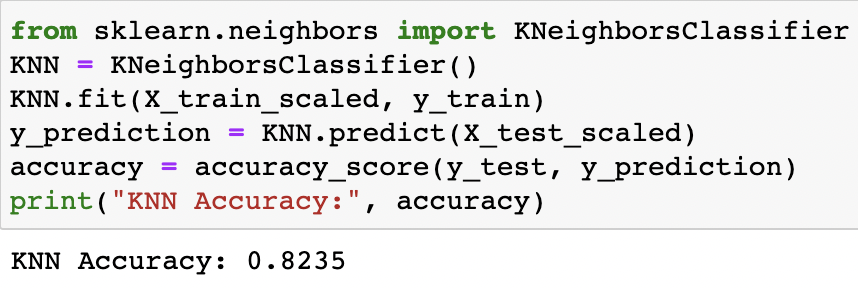 from sklearn.neighbors import KNeighborsClassifier
KNN = KNeighborsClassifier()
KNN.fit(X_train_scaled, y_train)
y_prediction = KNN.predict(X_test_scaled)
accuracy = accuracy_score(y_test, y_prediction)
print("KNN Accuracy:", accuracy)
KNN Accuracy: 0.8235